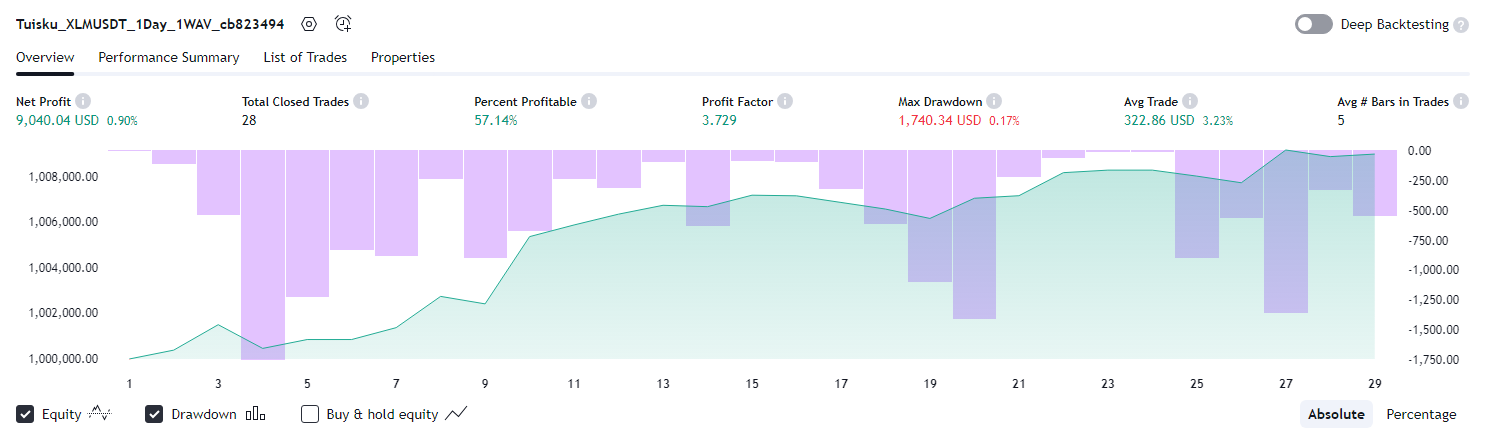 Tuisku_XLMUSDT_1Day_1WAV_cb823494 Deep Backtesting ?
Overview Performance Summary List of Trades Properties
Net Profit Total Closed Trades Percent Profitable Profit Factor Max Drawdown Avg Trade Avg # Bars in Trades
9,040.04 USD 0.90% 28 57.14% 3.729 1,740.34 USD 0.17% 322.86 USD 3.23% 5
0.00
1,008,000.00 -250.00
-500.00
1,006,000.00 -750.00
1,004,000.00 -1,000.00
-1,250.00
1,002,000.00 -1,500.00
1,000,000.00 -1,750.00
1 3 5 7 9 11 13 15 17 19 21 23 25 27 29
Equity Drawdown Buy & hold equity Absolute Percentage